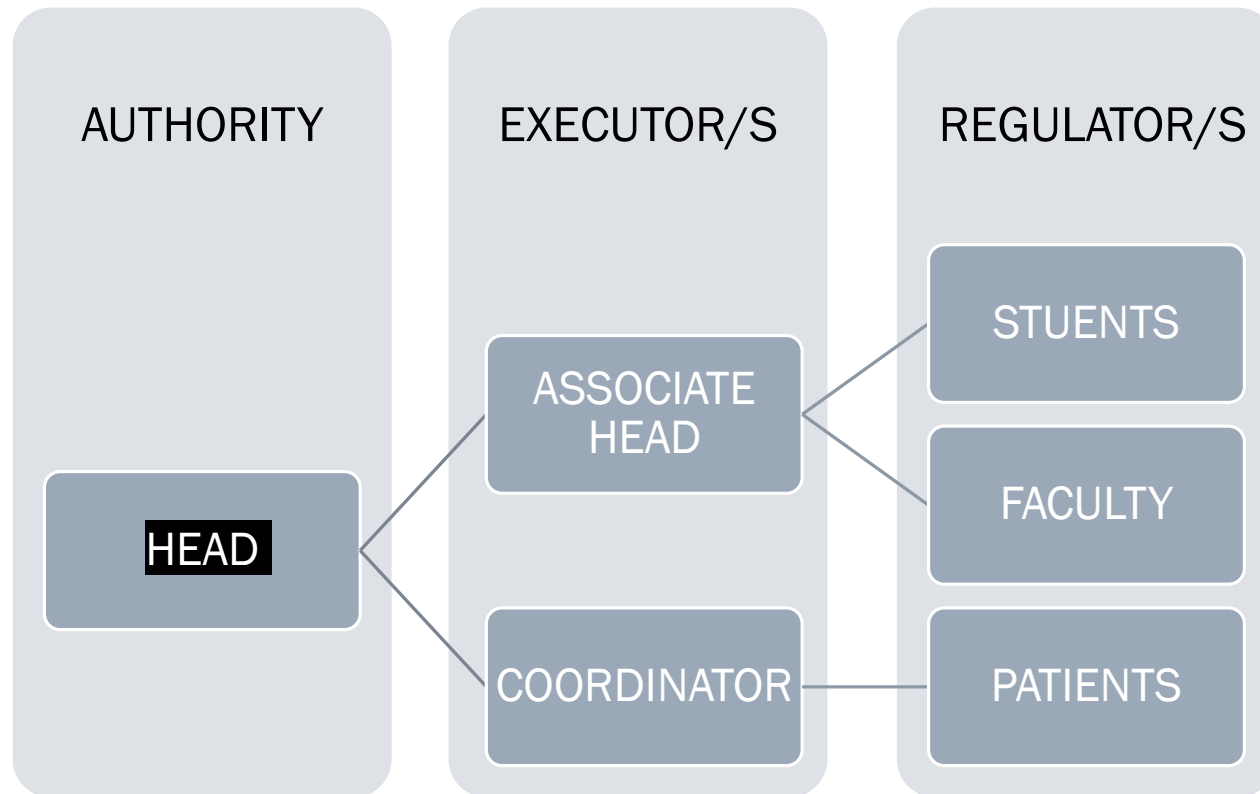 AUTHORITY
EXECUTOR/S
REGULATOR/S
HEAD
ASSOCIATE
HEAD
COORDINATOR
STUENTS
FACULTY
PATIENTS